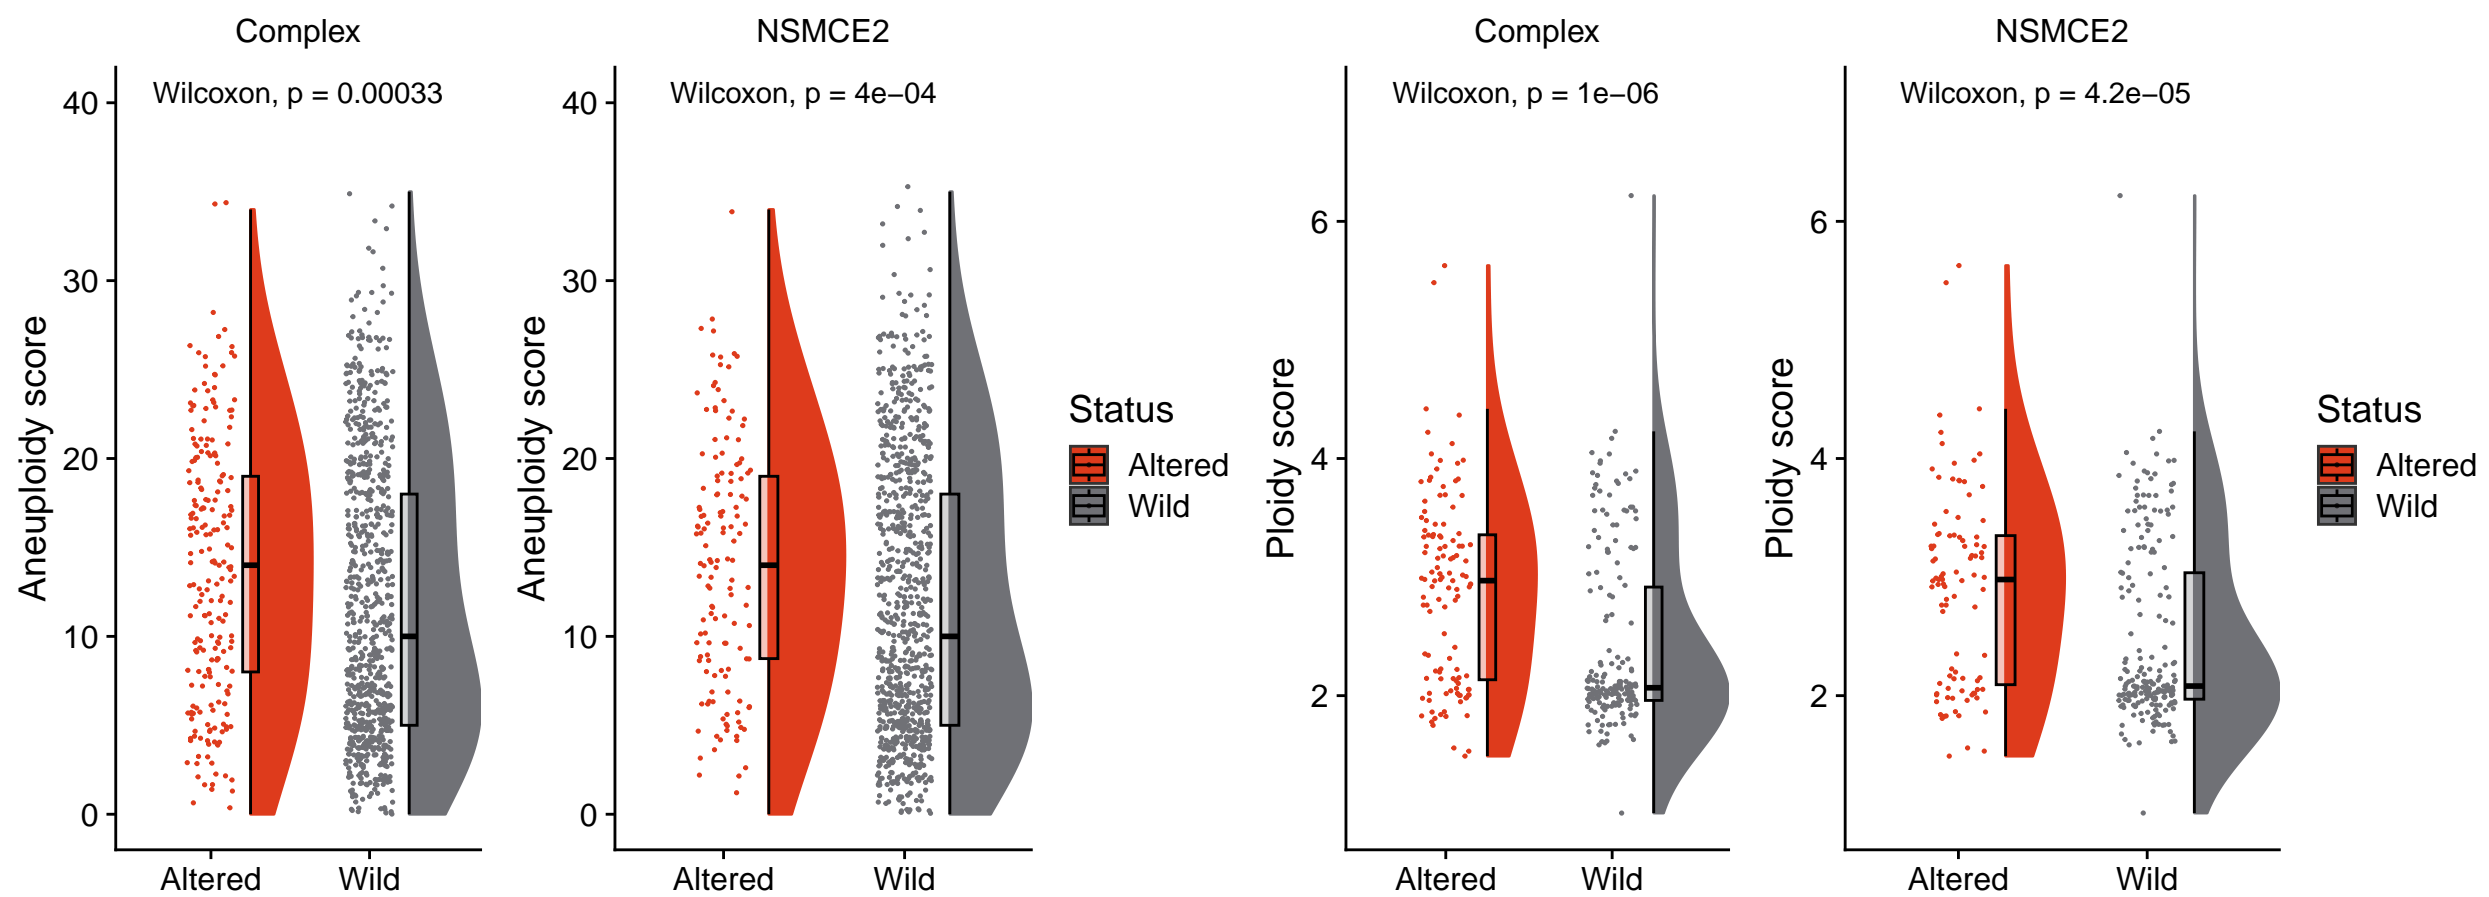 Complex
NSMCE2
Complex
NSMCE2
Wilcoxon, p = 0.00033
Wilcoxon, p = 4e−04
Wilcoxon, p = 1e−06
Wilcoxon, p = 4.2e−05
Aneuploidy score
40
30
20
10
0
Altered
Wild
Aneuploidy score
40
30
20
10
0
Altered
Wild
Status
Altered
Wild
Ploidy score
6
4
2
Altered
Wild
Ploidy score
6
4
2
Altered
Wild
Status
Altered
Wild